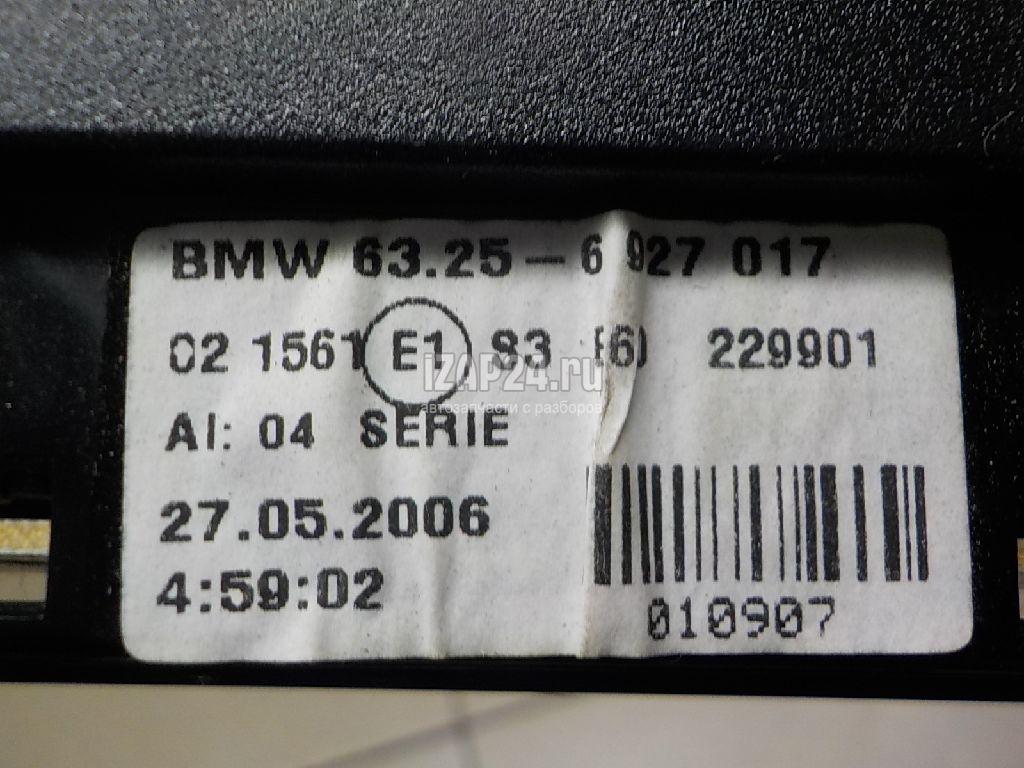 BMW 63.25-6 927 017
02 1561 E1 S3 (6) 229901
iZAP24.ru
автозапчасти с разборов
AI: 04 SERIE
27.05.2006
4:59:02
010907